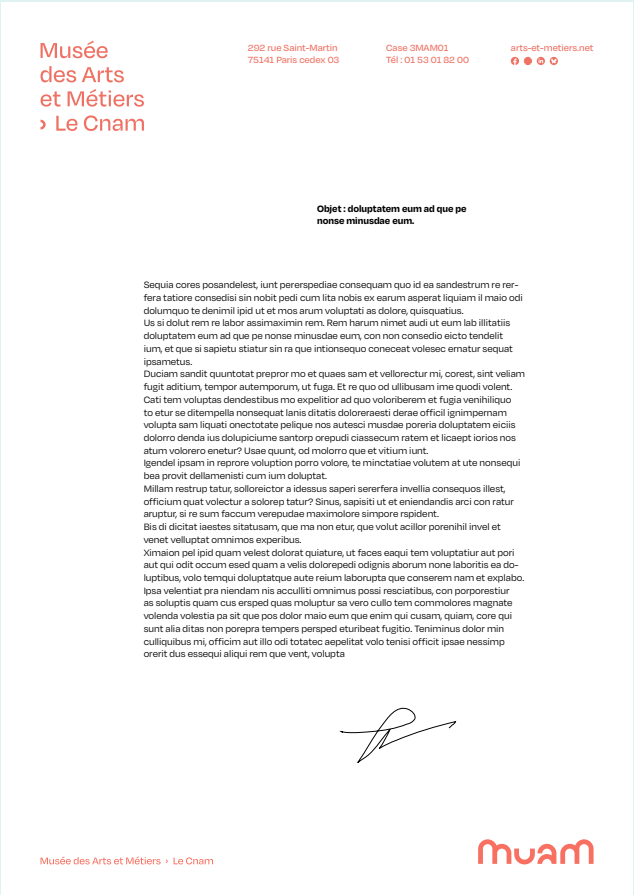 Musée
des Arts
et Métiers
› Le Cnam
292 rue Saint-Martin
75141 Paris cedex 03
Case 3MAM01
Tél : 01 53 01 82 00
arts-et-metiers.net
Objet : doluptatem eum ad que pe
nonse minusdae eum.
Sequia cores posandelest, iunt pererspediae consequam quo id ea sandestrum re rer-
fera tatiore consedisi sin nobit pedi cum lita nobis ex earum asperat liquiam il maio odi
dolumquo te denimil ipid ut et mos arum voluptati as dolore, quisquatius.
Us si dolut rem re labor assimaximin rem. Rem harum nimet audi ut eum lab illitatiis
doluptatem eum ad que pe nonse minusdae eum, con non consedio eicto tendelit
ium, et que si sapietu stiatur sin ra que intionsequo coneceat volesec ernatur sequat
ipsametus.
Duciam sandit quuntotat prepror mo et quaes sam et vellorectur mi, corest, sint veliam
fugit aditium, tempor autemporum, ut fuga. Et re quo od ullibusam ime quodi volent.
Cati tem voluptas dendestibus mo expelitior ad quo voloriberem et fugia venihiliquo
to etur se ditempella nonsequat lanis ditatis doloreraesti derae officil ignimpernam
volupta sam liquati onectotate pelique nos autesci musdae poreria doluptatem eiciis
dolorro denda ius dolupiciume santorp orepudi ciassecum ratem et licaept iorios nos
atum volorero enetur? Usae quunt, od molorro que et vitium iunt.
Igendel ipsam in reprore voluption porro volore, te minctatiae volutem at ute nonsequi
bea provit dellamenisti cum ium doluptat.
Millam restrup tatur, solloreictor a idessus saperi sererfera invellia consequos illest,
officium quat volectur a solorep tatur? Sinus, sapisiti ut et eniendandis arci con ratur
aruptur, si re sum faccum verepudae maximolore simpore rspident.
Bis di dicitat iaestes sitatusam, que ma non etur, que volut acillor porenihil invel et
venet velluptat omnimos experibus.
Ximaion pel ipid quam velest dolorat quiature, ut faces eaqui tem voluptatiur aut pori
aut qui odit occum esed quam a velis dolorepedi odignis aborum none laboritis ea do-
luptibus, volo temqui doluptatque aute reium laborupta que conserem nam et explabo.
Ipsa velentiat pra niendam nis acculliti omnimus possi resciatibus, con porporestiur
as soluptis quam cus ersped quas moluptur sa vero cullo tem commolores magnate
volenda volestia pa sit que pos dolor maio eum que enim qui cusam, quiam, core qui
sunt alia ditas non porepra tempers persped eturibeat fugitio. Teniminus dolor min
culliquibus mi, officim aut illo odi totatec aepelitat volo tenisi officit ipsae nessimp
orerit dus essequi aliqui rem que vent, volupta
Musée des Arts et Métiers › Le Cnam
muam